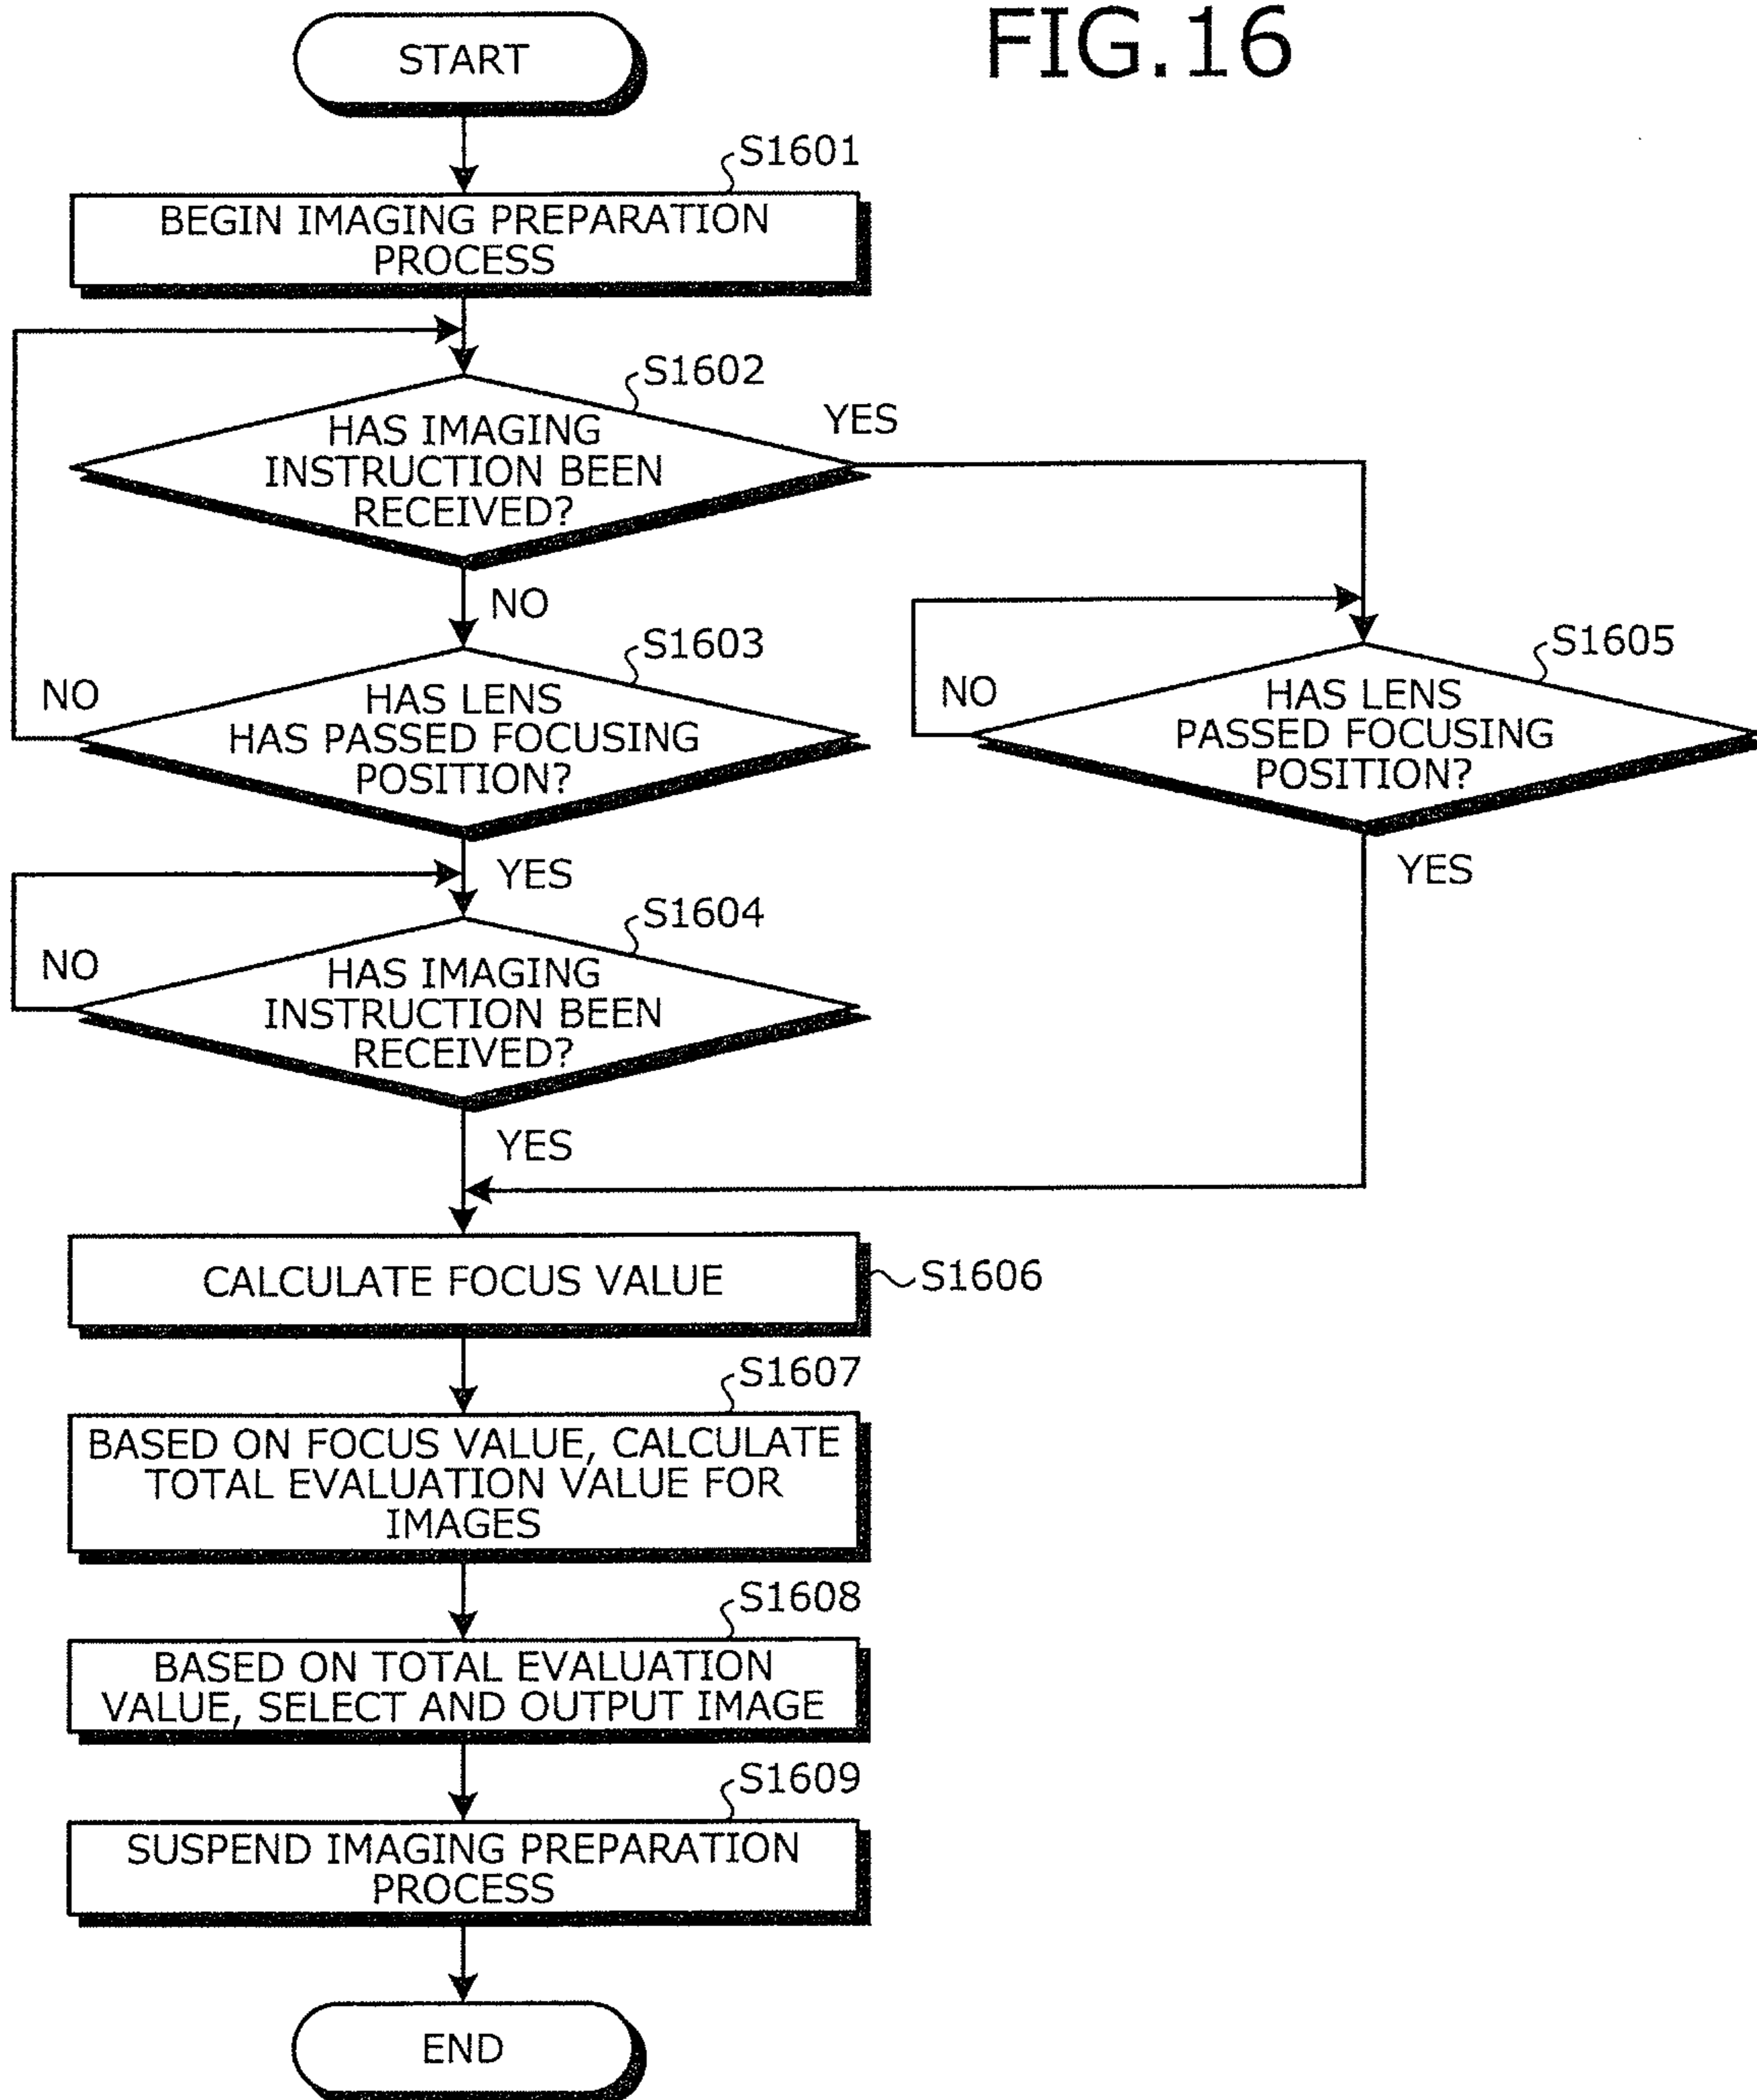 FIG.16
START
S1601
BEGIN IMAGING PREPARATION
PROCESS
S1602
HAS IMAGING
INSTRUCTION BEEN
RECEIVED?
YES
NO
S1603
HAS LENS
HAS PASSED FOCUSING
POSITION?
NO
YES
S1605
HAS LENS
PASSED FOCUSING
POSITION?
NO
YES
S1604
HAS IMAGING
INSTRUCTION BEEN
RECEIVED?
NO
YES
CALCULATE FOCUS VALUE
S1606
S1607
BASED ON FOCUS VALUE, CALCULATE
TOTAL EVALUATION VALUE FOR
IMAGES
S1608
BASED ON TOTAL EVALUATION
VALUE, SELECT AND OUTPUT IMAGE
S1609
SUSPEND IMAGING PREPARATION
PROCESS
END